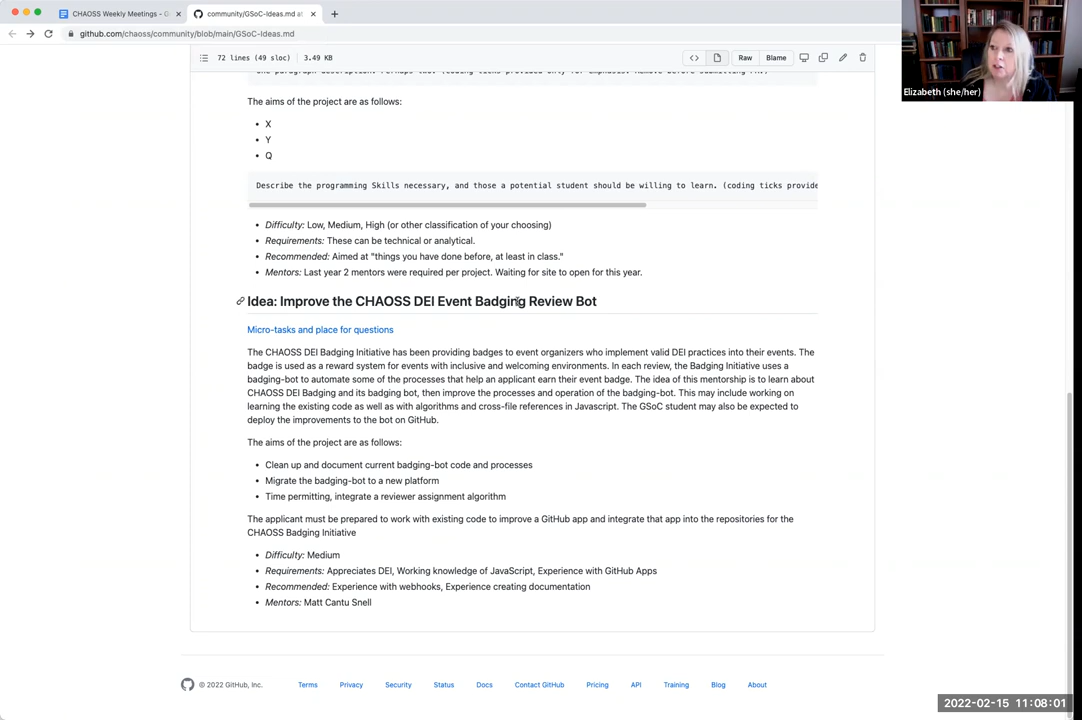 CHAOSS Weekly Meetings - G
community/GSoC-Ideas.md at
github.com/chaoss/community/blob/main/GSoC-Ideas.md
72 lines (49 sloc)
3.49 KB
Raw
Blame
Elizabeth (she/her)
The aims of the project are as follows:
• X
• Y
• Q
Describe the programming Skills necessary, and those a potential student should be willing to learn. (coding ticks provide
• Difficulty: Low, Medium, High (or other classification of your choosing)
• Requirements: These can be technical or analytical.
• Recommended: Aimed at "things you have done before, at least in class."
• Mentors: Last year 2 mentors were required per project. Waiting for site to open for this year.
Idea: Improve the CHAOSS DEI Event Badging Review Bot
Micro-tasks and place for questions
The CHAOSS DEI Badging Initiative has been providing badges to event organizers who implement valid DEI practices into their events. The
badge is used as a reward system for events with inclusive and welcoming environments. In each review, the Badging Initiative uses a
badging-bot to automate some of the processes that help an applicant earn their event badge. The idea of this mentorship is to learn about
CHAOSS DEI Badging and its badging bot, then improve the processes and operation of the badging-bot. This may include working on
learning the existing code as well as with algorithms and cross-file references in Javascript. The GSoC student may also be expected to
deploy the improvements to the bot on GitHub.
The aims of the project are as follows:
• Clean up and document current badging-bot code and processes
• Migrate the badging-bot to a new platform
• Time permitting, integrate a reviewer assignment algorithm
The applicant must be prepared to work with existing code to improve a GitHub app and integrate that app into the repositories for the
CHAOSS Badging Initiative
• Difficulty: Medium
• Requirements: Appreciates DEI, Working knowledge of JavaScript, Experience with GitHub Apps
• Recommended: Experience with webhooks, Experience creating documentation
• Mentors: Matt Cantu Snell
© 2022 GitHub, Inc.
Terms
Privacy
Security
Status
Docs
Contact GitHub
Pricing
API
Training
Blog
About
2022-02-15 11:08:01